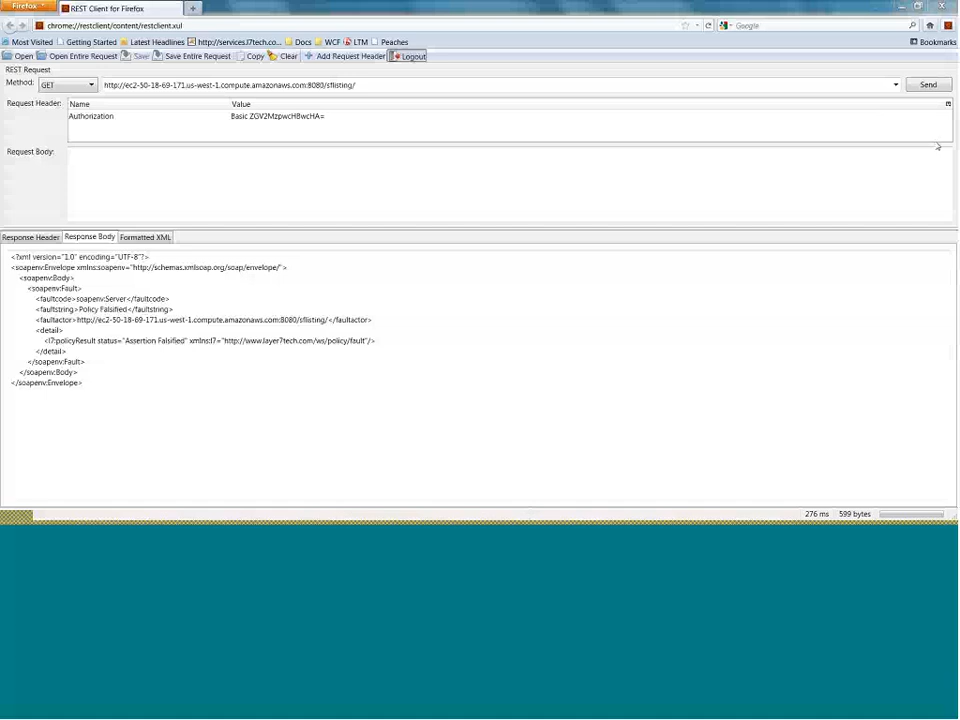 Firefox
REST Client for Firefox
chrome://restclient/content/restclient.xul
Google
Most Visited Getting Started Latest Headlines http://services.l7tech.co... Docs WCF LTM Peaches Bookmarks
Open Open Entire Request Save Save Entire Request Copy Clear Add Request Header Logout
REST Request
Method: GET http://ec2-50-18-69-171.us-west-1.compute.amazonaws.com:8080/sflisting/ Send
Request Header: Name Value
Authorization Basic ZGV2MzpwcH8wcHA=
Request Body:
Response Header Response Body Formatted XML
<?xml version="1.0" encoding="UTF-8"?>
<soapenv:Envelope xmlns:soapenv="http://schemas.xmlsoap.org/soap/envelope/">
<soapenv:Body>
<soapenv:Fault>
<faultcode>soapenv:Server</faultcode>
<faultstring>Policy Falsified</faultstring>
<faultactor>http://ec2-50-18-69-171.us-west-1.compute.amazonaws.com:8080/sflisting/</faultactor>
<detail>
<l7:policyResult status="Assertion Falsified" xmlns:l7="http://www.layer7tech.com/ws/policy/fault"/>
</detail>
</soapenv:Fault>
</soapenv:Body>
</soapenv:Envelope>
276 ms 599 bytes